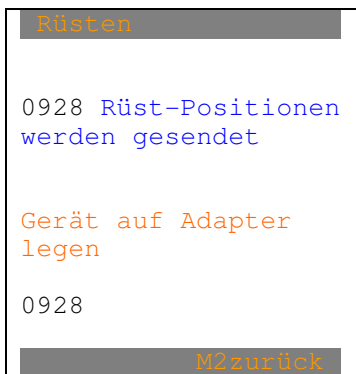 Rüsten
0928 Rüst-Positionen
werden gesendet
Gerät auf Adapter
legen
0928
M2zurück